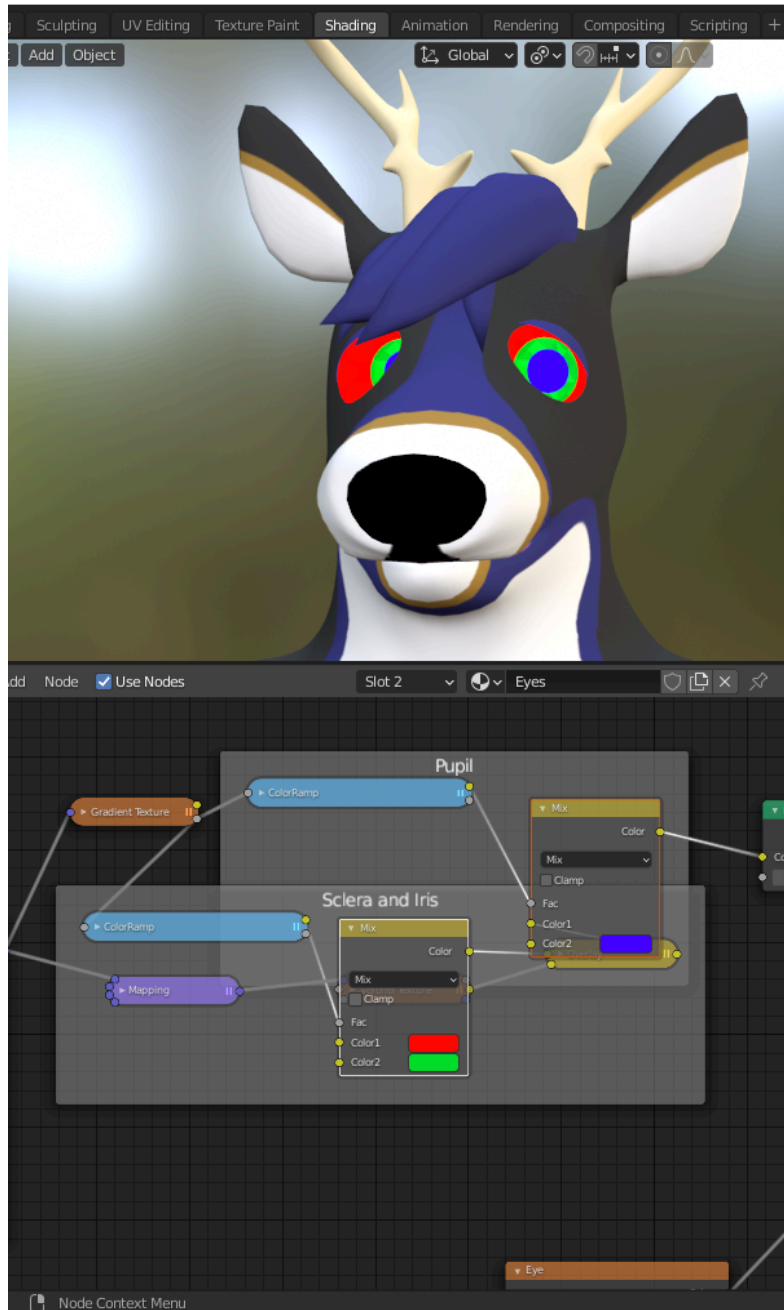 Sculpting UV Editing Texture Paint Shading Animation Rendering Compositing Scripting +
Add Object Global
Node Use Nodes Slot 2 Eyes
Pupil
Gradient Texture
ColorRamp
Mix
Color
Mix
Clamp
Fac
Color1
Color2
Sclera and Iris
ColorRamp
Mapping
Mix
Color
Mix
Clamp
Fac
Color1
Color2
Eye
Node Context Menu